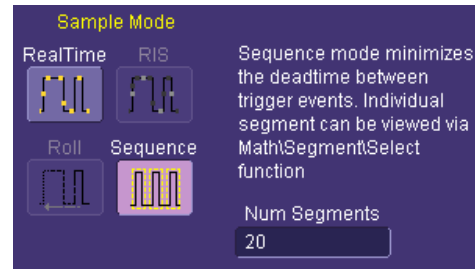 Sample Mode
RealTime RIS
Roll Sequence
Sequence mode minimizes
the deadtime between
trigger events. Individual
segment can be viewed via
Math\Segment\Select
function
Num Segments
20